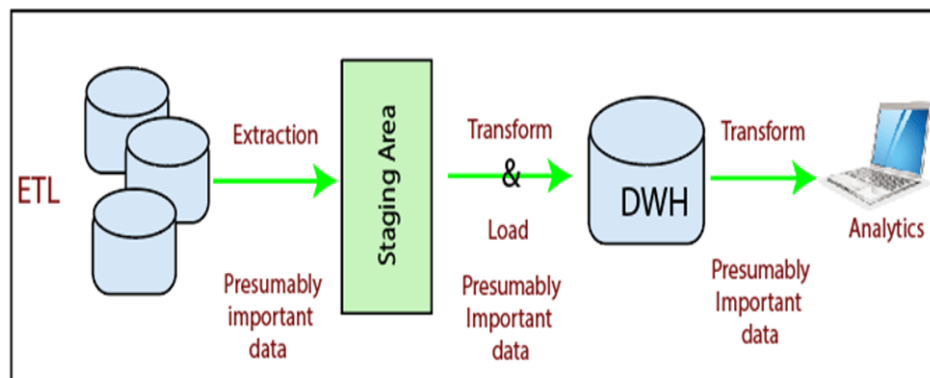 ETL
Extraction
Presumably
important
data
Staging Area
Transform
&
Load
Presumably
Important
data
DWH
Transform
Presumably
Important
data
Analytics